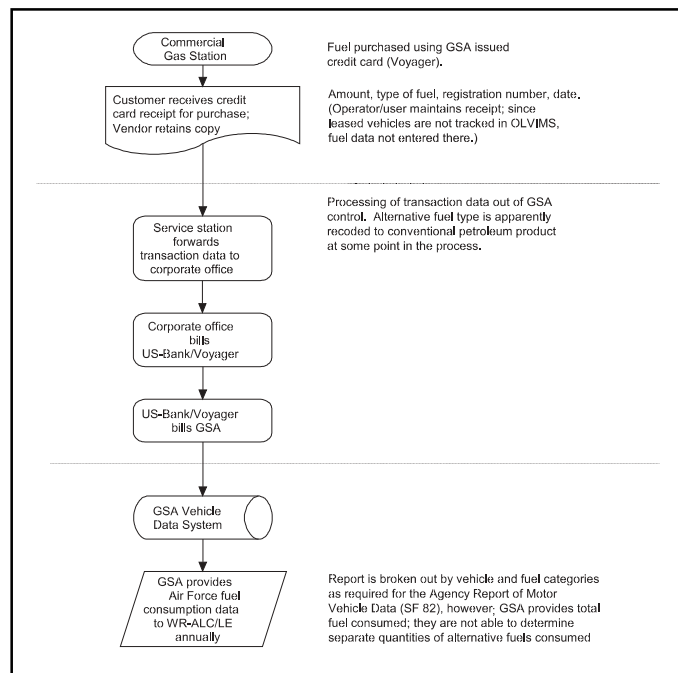 Commercial
Gas Station
Fuel purchased using GSA issued
credit card (Voyager).
Customer receives credit
card receipt for purchase;
Vendor retains copy
Amount, type of fuel, registration number, date.
(Operator/user maintains receipt; since
leased vehicles are not tracked in OLVIMS,
fuel data not entered there.)
Processing of transaction data out of GSA
control. Alternative fuel type is apparently
recoded to conventional petroleum product
at some point in the process.
Service station
forwards
transaction data to
corporate office
Corporate office
bills
US-Bank/Voyager
US-Bank/Voyager
bills GSA
GSA Vehicle
Data System
GSA provides
Air Force fuel
consumption data
to WR-ALC/LE
annually
Report is broken out by vehicle and fuel categories
as required for the Agency Report of Motor
Vehicle Data (SF 82), however; GSA provides total
fuel consumed; they are not able to determine
separate quantities of alternative fuels consumed